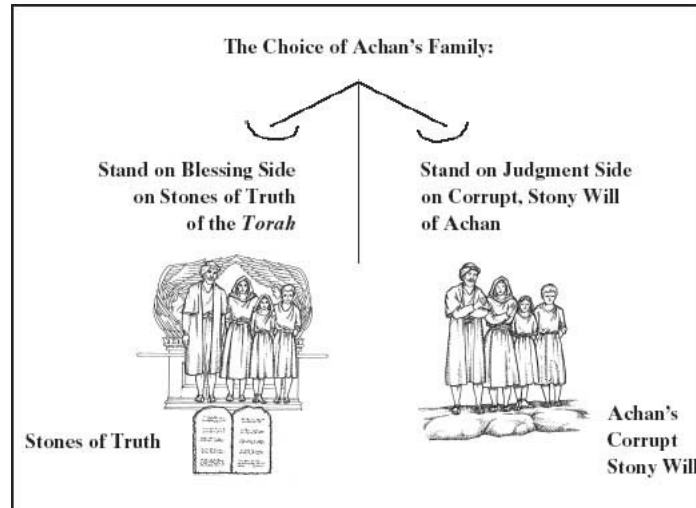 The Choice of Achan's Family:
Stand on Blessing Side
on Stones of Truth
of the Torah
Stand on Judgment Side
on Corrupt, Stony Will
of Achan
Stones of Truth
Achan's
Corrupt
Stony Will